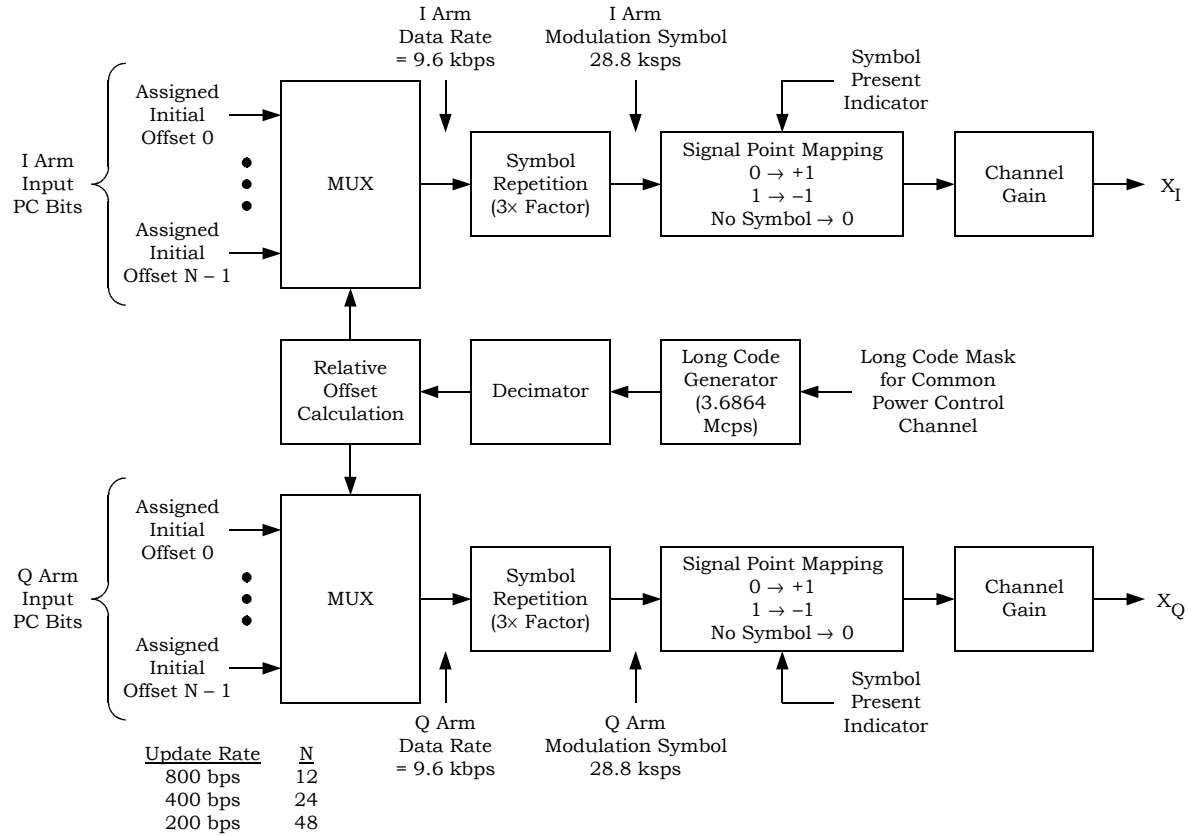 I Arm
Data Rate
= 9.6 kbps
I Arm
Modulation Symbol
28.8 ksps
Symbol
Present
Indicator
I Arm
Input
PC Bits
Assigned
Initial
Offset 0
Assigned
Initial
Offset N – 1
MUX
Symbol
Repetition
(3× Factor)
Signal Point Mapping
0 → +1
1 → –1
No Symbol → 0
Channel
Gain
X_I
Relative
Offset
Calculation
Decimator
Long Code
Generator
(3.6864
Mcps)
Long Code Mask
for Common
Power Control
Channel
Q Arm
Input
PC Bits
Assigned
Initial
Offset 0
Assigned
Initial
Offset N – 1
MUX
Symbol
Repetition
(3× Factor)
Signal Point Mapping
0 → +1
1 → –1
No Symbol → 0
Channel
Gain
X_Q
Q Arm
Data Rate
= 9.6 kbps
Q Arm
Modulation Symbol
28.8 ksps
Symbol
Present
Indicator
Update Rate N
800 bps 12
400 bps 24
200 bps 48